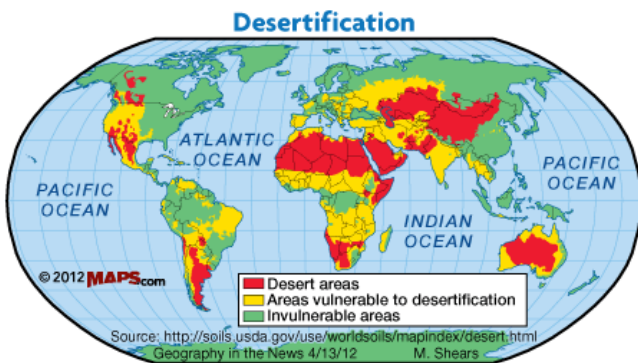 Desertification
ATLANTIC
OCEAN
PACIFIC
OCEAN
PACIFIC
OCEAN
INDIAN
OCEAN
© 2012 MAPS.com
Desert areas
Areas vulnerable to desertification
Invulnerable areas
Source: http://soils.usda.gov/use/worldsoils/mapindex/desert.html
Geography in the News 4/13/12 M. Shears